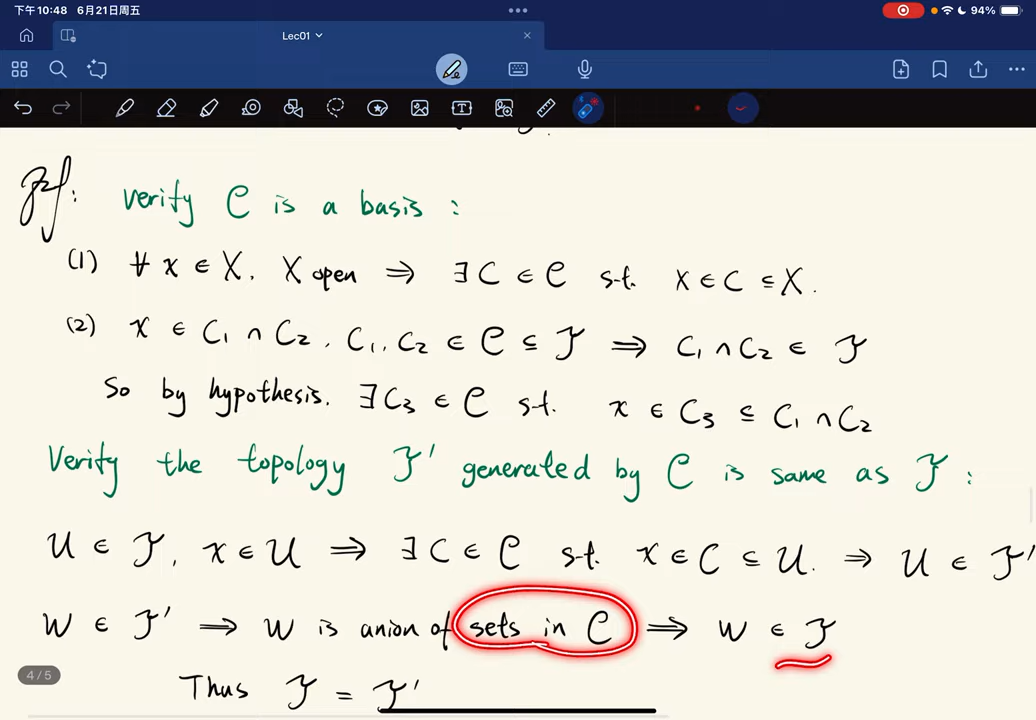 下午10:48 6月21日周五
94%
Lec01
Pf: Verify C is a basis :
(1) ∀ x ∈ X, X open ⇒ ∃ C ∈ 𝒞 s.t. x ∈ C ⊆ X.
(2) x ∈ C₁ ∩ C₂, C₁, C₂ ∈ 𝒞 ⊆ 𝒯 ⇒ C₁ ∩ C₂ ∈ 𝒯
So by hypothesis. ∃ C₃ ∈ 𝒞 s.t. x ∈ C₃ ⊆ C₁ ∩ C₂
Verify the topology 𝒯' generated by 𝒞 is same as 𝒯 :
U ∈ 𝒯, x ∈ U ⇒ ∃ C ∈ 𝒞 s.t. x ∈ C ⊆ U. ⇒ U ∈ 𝒯'
W ∈ 𝒯' ⇒ W is anion of sets in 𝒞 ⇒ W ∈ 𝒯
4/5
Thus 𝒯 = 𝒯'